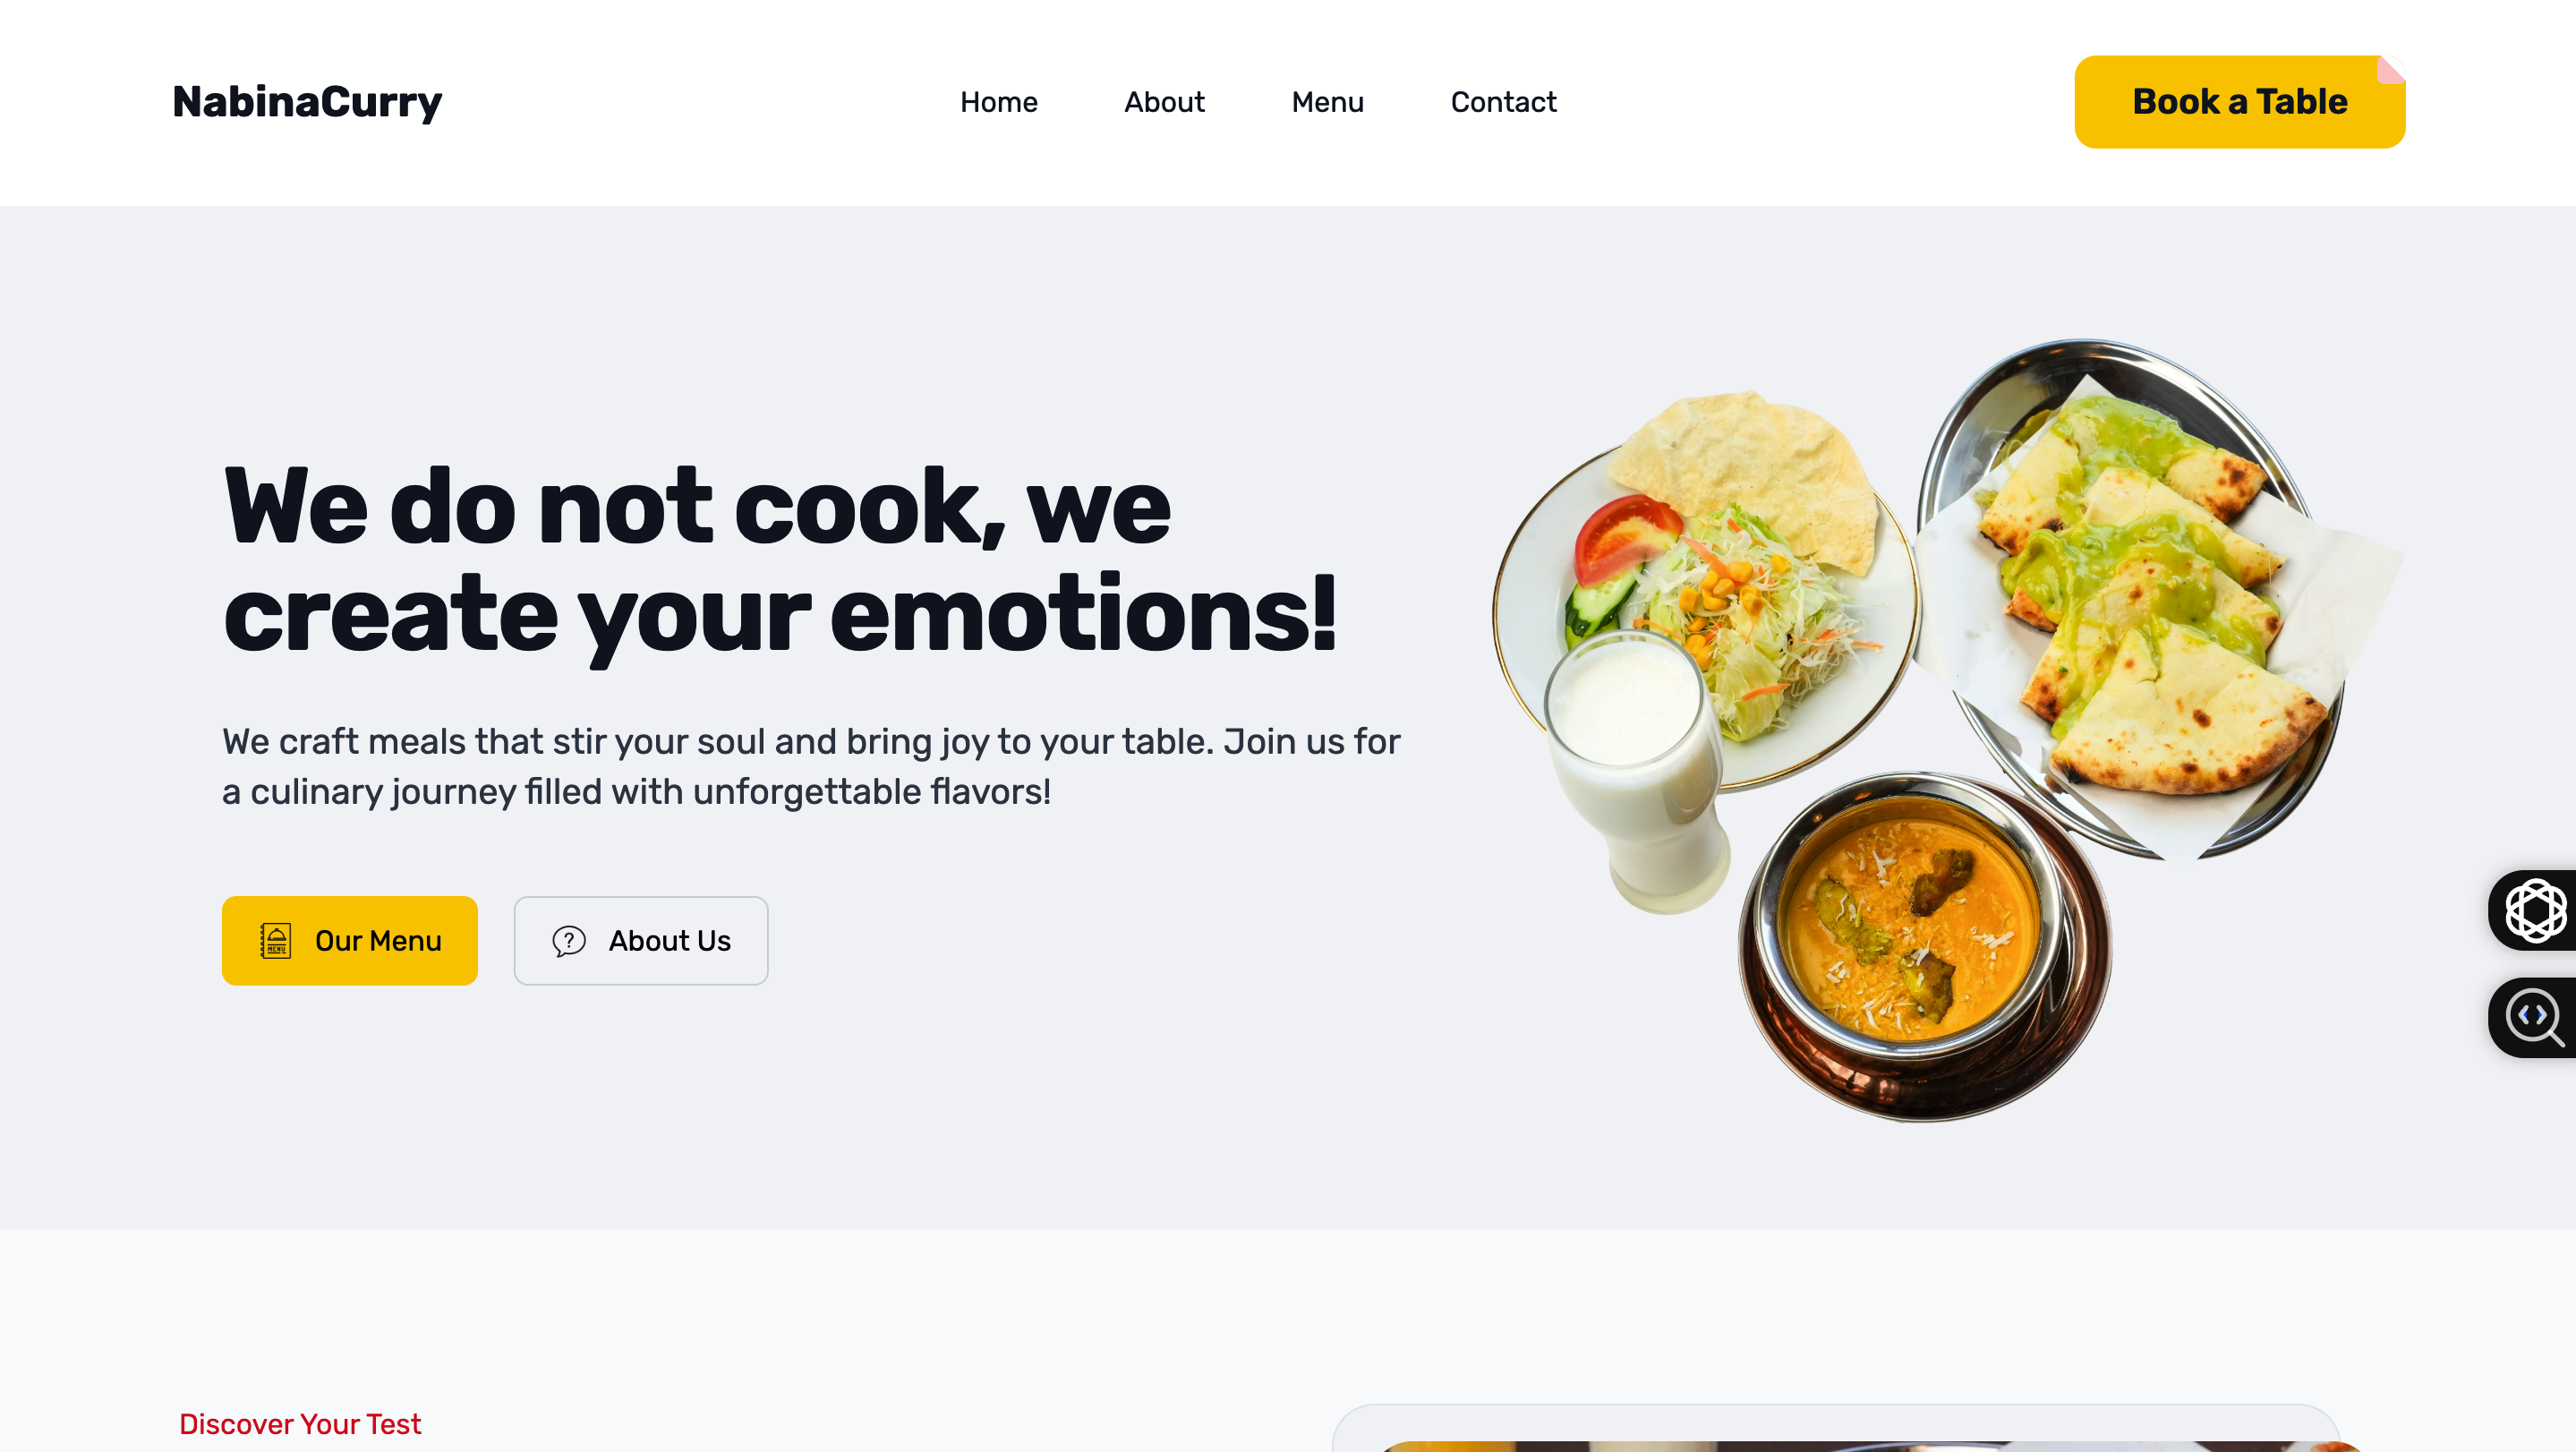 NabinaCurry
Home
About
Menu
Contact
Book a Table
We do not cook, we
create your emotions!
We craft meals that stir your soul and bring joy to your table. Join us for
a culinary journey filled with unforgettable flavors!
MENU
Our Menu
?
About Us
Discover Your Test